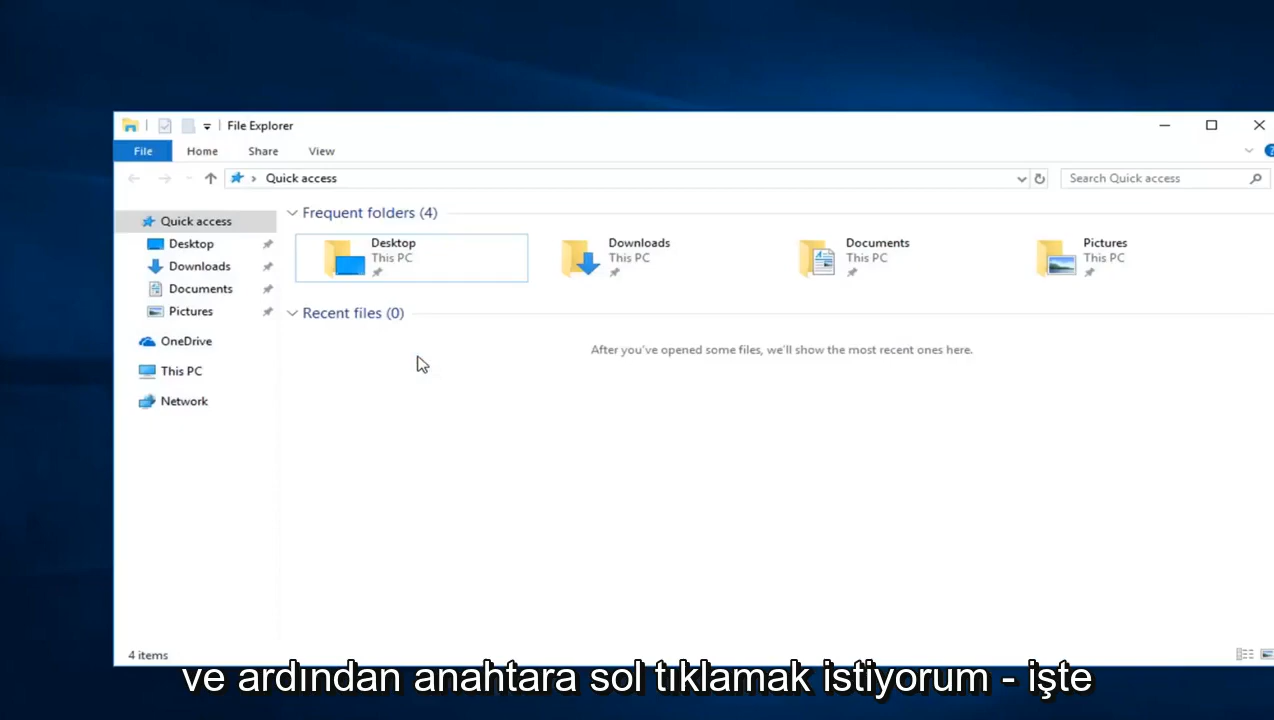 File Explorer
File Home Share View
Quick access
Search Quick access
Quick access
Desktop
Downloads
Documents
Pictures
OneDrive
This PC
Network
Frequent folders (4)
Desktop
This PC
Downloads
This PC
Documents
This PC
Pictures
This PC
Recent files (0)
After you've opened some files, we'll show the most recent ones here.
4 items
ve ardından anahtara sol tıklamak istiyorum - işte